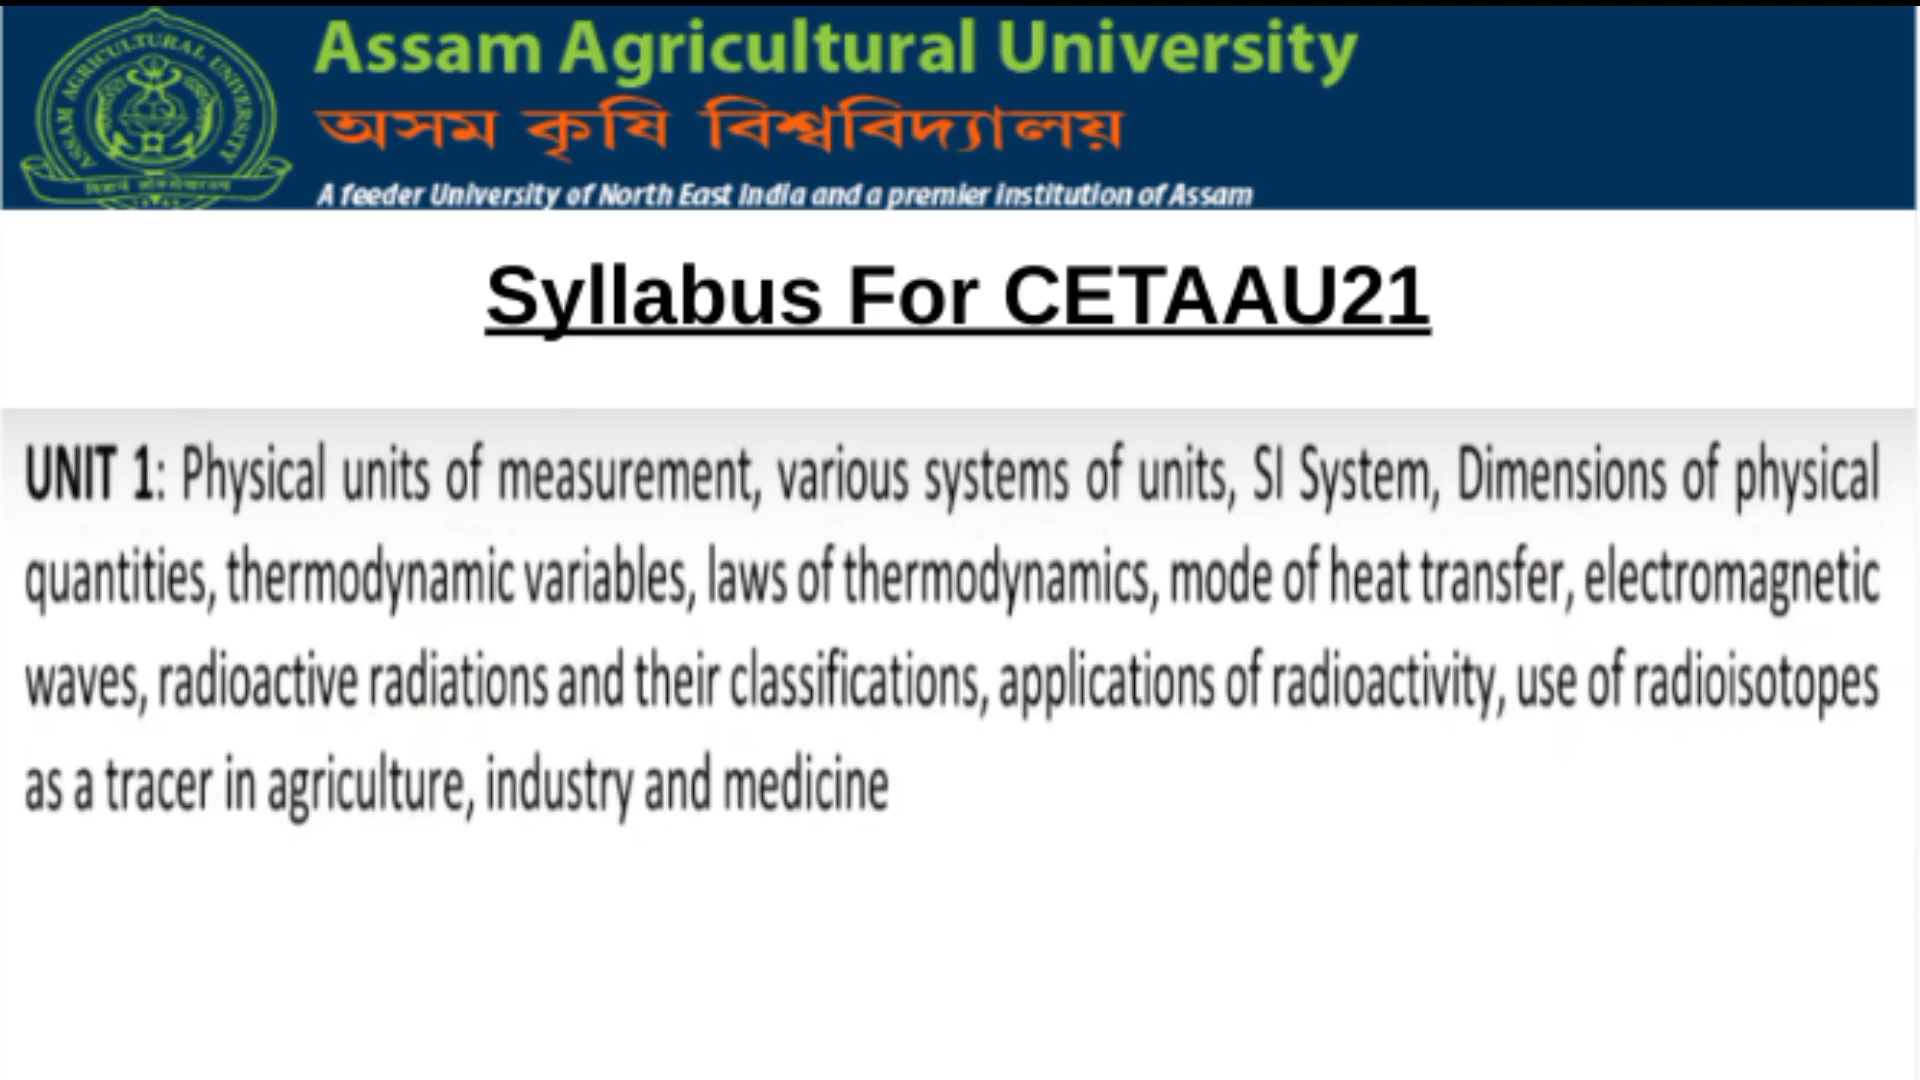 ASSAM AGRICULTURAL UNIVERSITY
Assam Agricultural University
অসম কৃষি বিশ্ববিদ্যালয়
A feeder University of North East India and a premier institution of Assam
Syllabus For CETAAU21
UNIT 1: Physical units of measurement, various systems of units, SI System, Dimensions of physical
quantities, thermodynamic variables, laws of thermodynamics, mode of heat transfer, electromagnetic
waves, radioactive radiations and their classifications, applications of radioactivity, use of radioisotopes
as a tracer in agriculture, industry and medicine